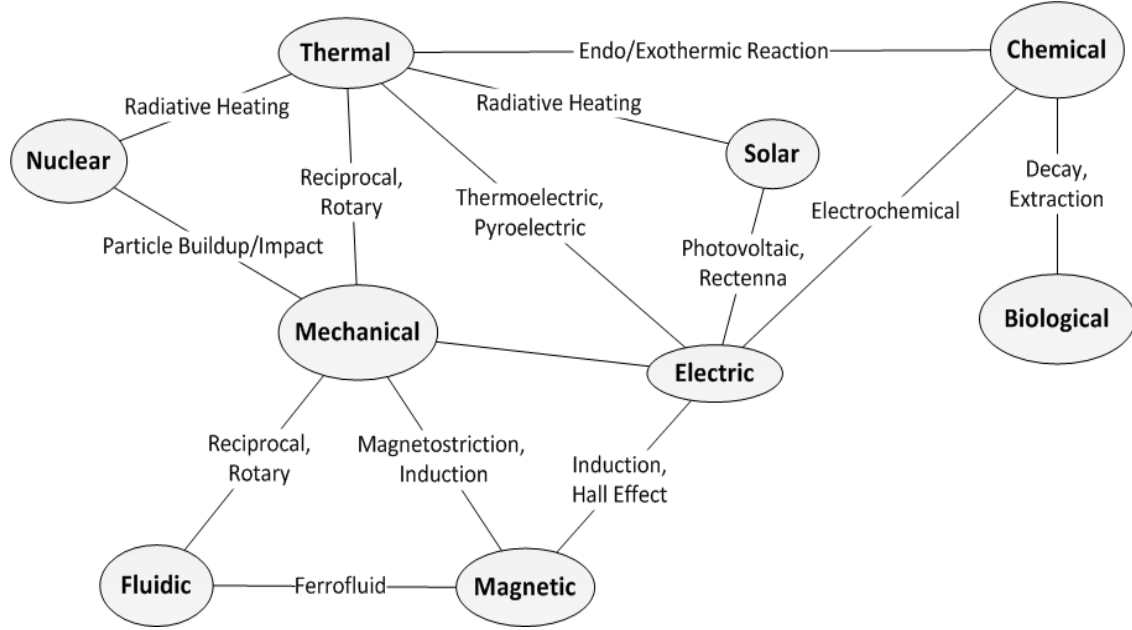 Thermal
Endo/Exothermic Reaction
Chemical
Radiative Heating
Radiative Heating
Nuclear
Solar
Reciprocal,
Rotary
Thermoelectric,
Pyroelectric
Electrochemical
Decay,
Extraction
Particle Buildup/Impact
Photovoltaic,
Rectenna
Mechanical
Biological
Electric
Reciprocal,
Rotary
Magnetostriction,
Induction
Induction,
Hall Effect
Fluidic
Ferrofluid
Magnetic